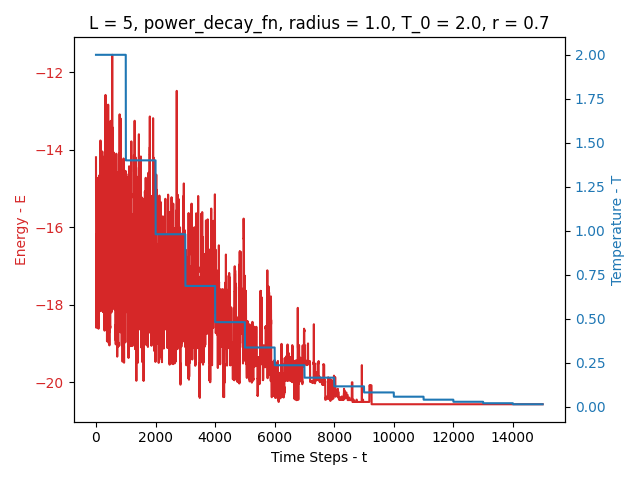 L = 5, power_decay_fn, radius = 1.0, T_0 = 2.0, r = 0.7
Energy - E
−12
−14
−16
−18
−20
2.00
1.75
1.50
1.25
1.00
0.75
0.50
0.25
0.00
Temperature - T
0 2000 4000 6000 8000 10000 12000 14000
Time Steps - t